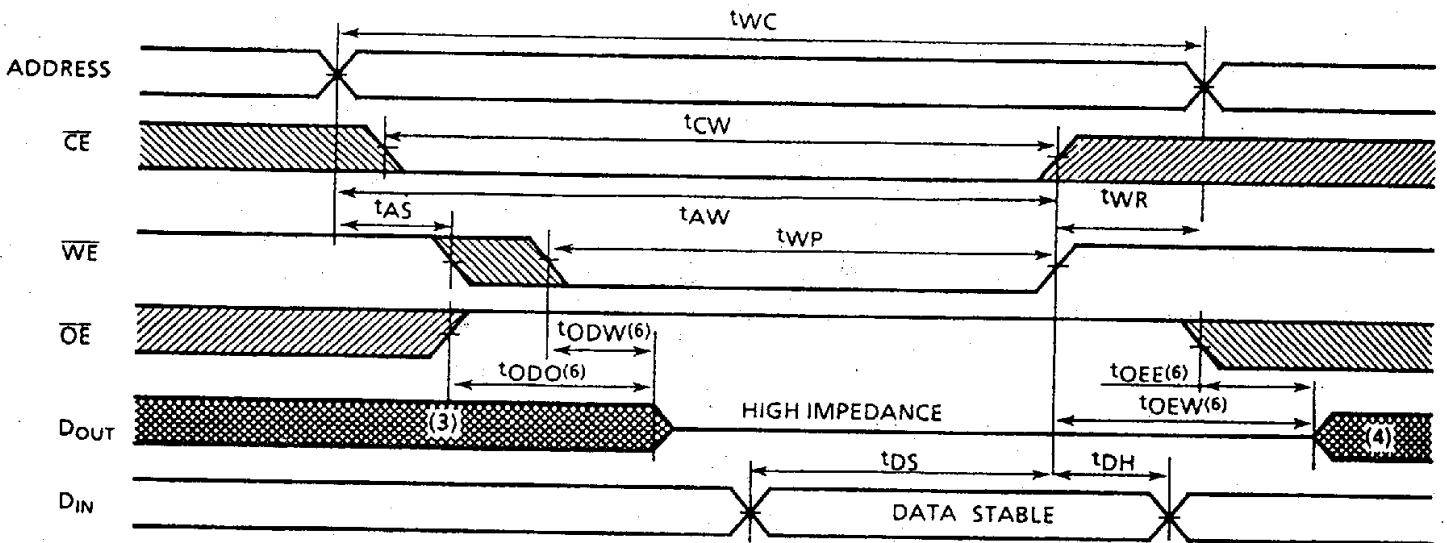 tWC
ADDRESS
tCW
CE
tAS
tAW
tWR
WE
tWP
OE
tODW(6)
tODO(6)
tOEE(6)
tOEW(6)
DOUT
(3)
HIGH IMPEDANCE
(4)
tDS
tDH
DIN
DATA STABLE